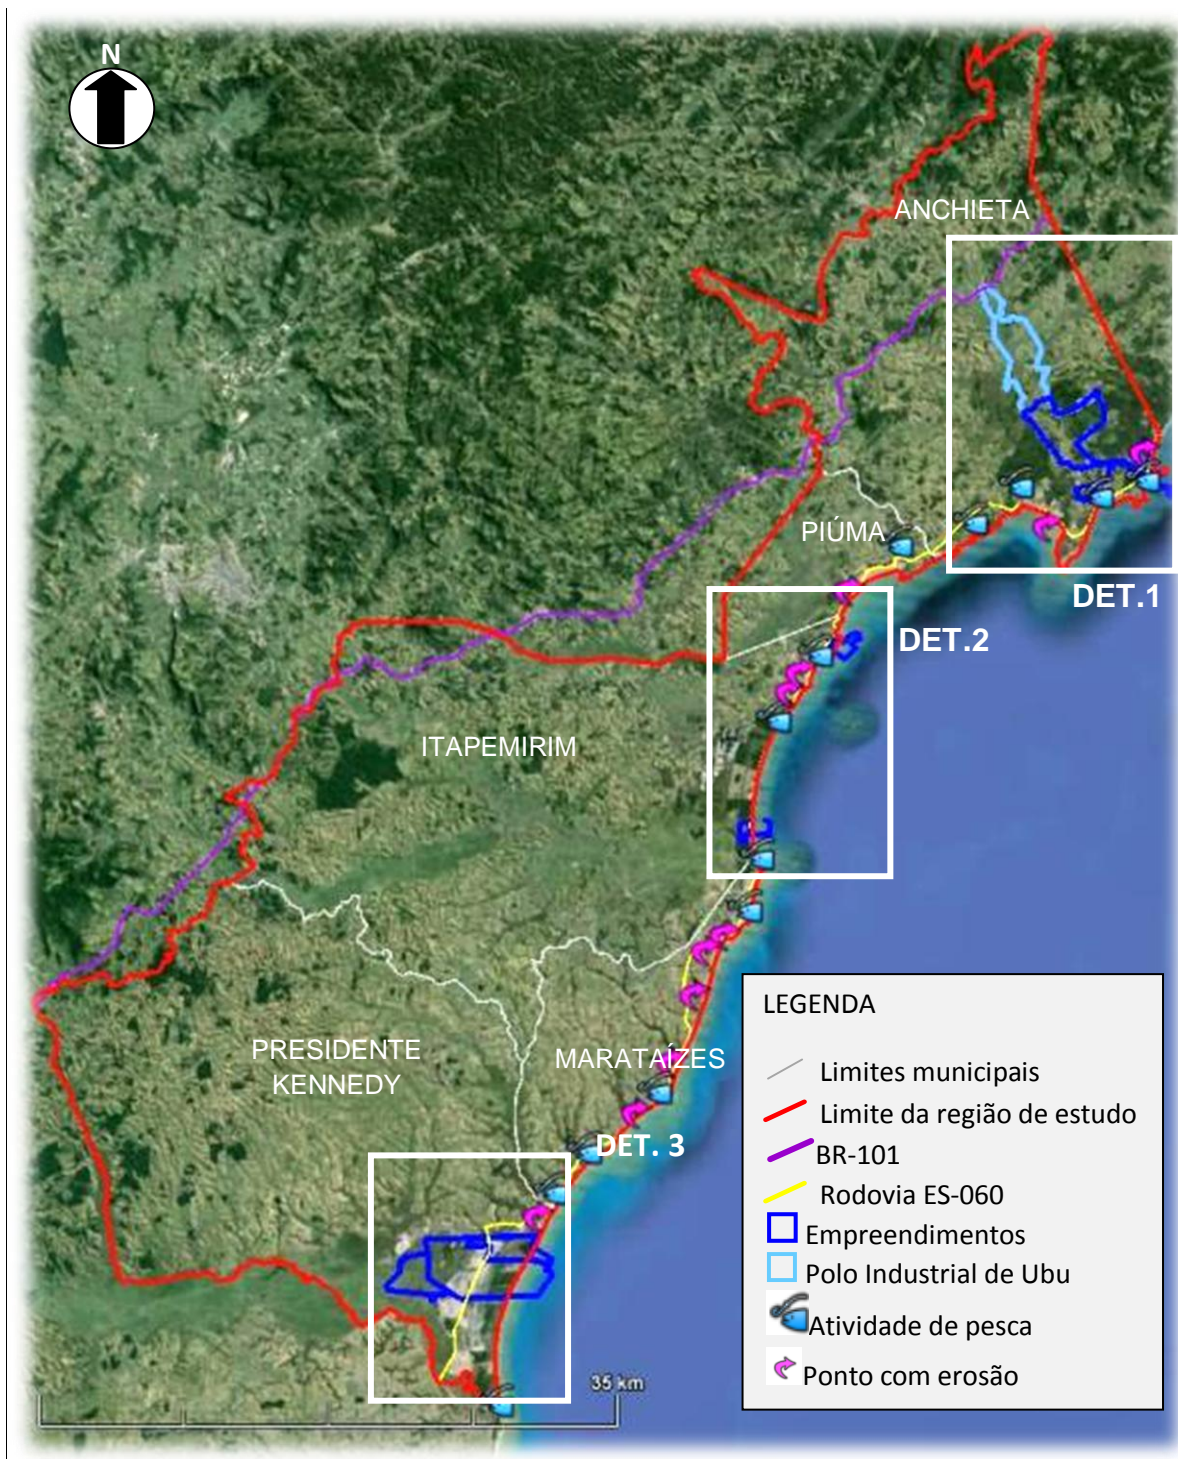 N
ANCHIETA
PIÚMA
DET.1
DET.2
ITAPEMIRIM
PRESIDENTE
KENNEDY
MARATAÍZES
DET. 3
35 km
LEGENDA
Limites municipais
Limite da região de estudo
BR-101
Rodovia ES-060
Empreendimentos
Polo Industrial de Ubu
Atividade de pesca
Ponto com erosão